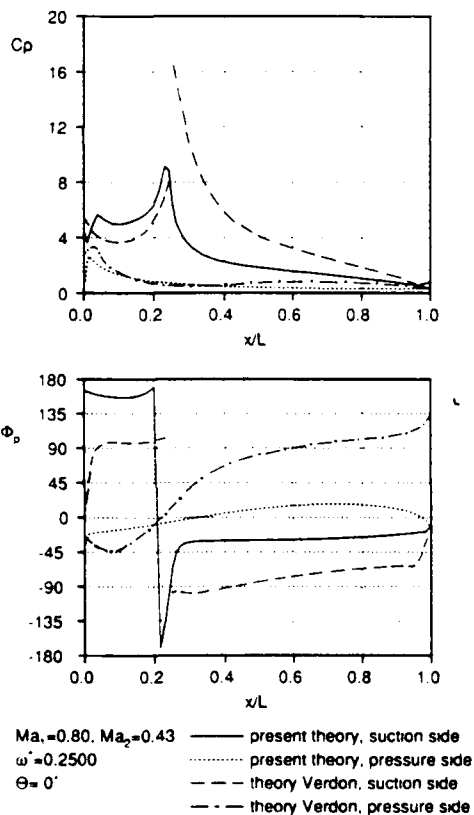 Cp
20
16
12
8
4
0
0.0 0.2 0.4 0.6 0.8 1.0
x/L
Φp
180
135
90
45
0
-45
-90
-135
-180
0.0 0.2 0.4 0.6 0.8 1.0
x/L
Ma₁=0.80, Ma₂=0.43
ω*=0.2500
Θ= 0°
present theory, suction side
present theory, pressure side
theory Verdon, suction side
theory Verdon, pressure side